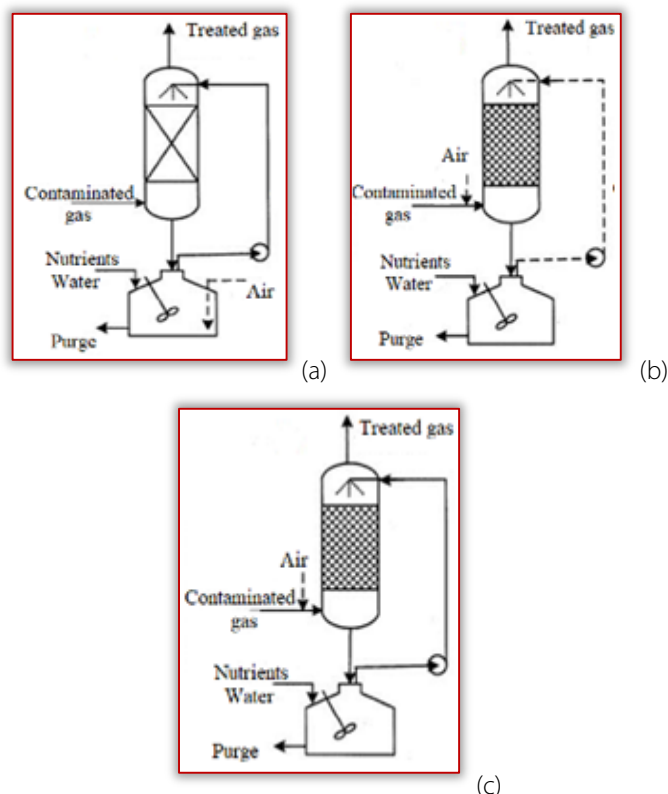 Treated gas
Contaminated
gas
Nutrients
Water
Air
Purge
(a)
Treated gas
Air
Contaminated
gas
Nutrients
Water
Purge
(b)
Treated gas
Air
Contaminated
gas
Nutrients
Water
Purge
(c)